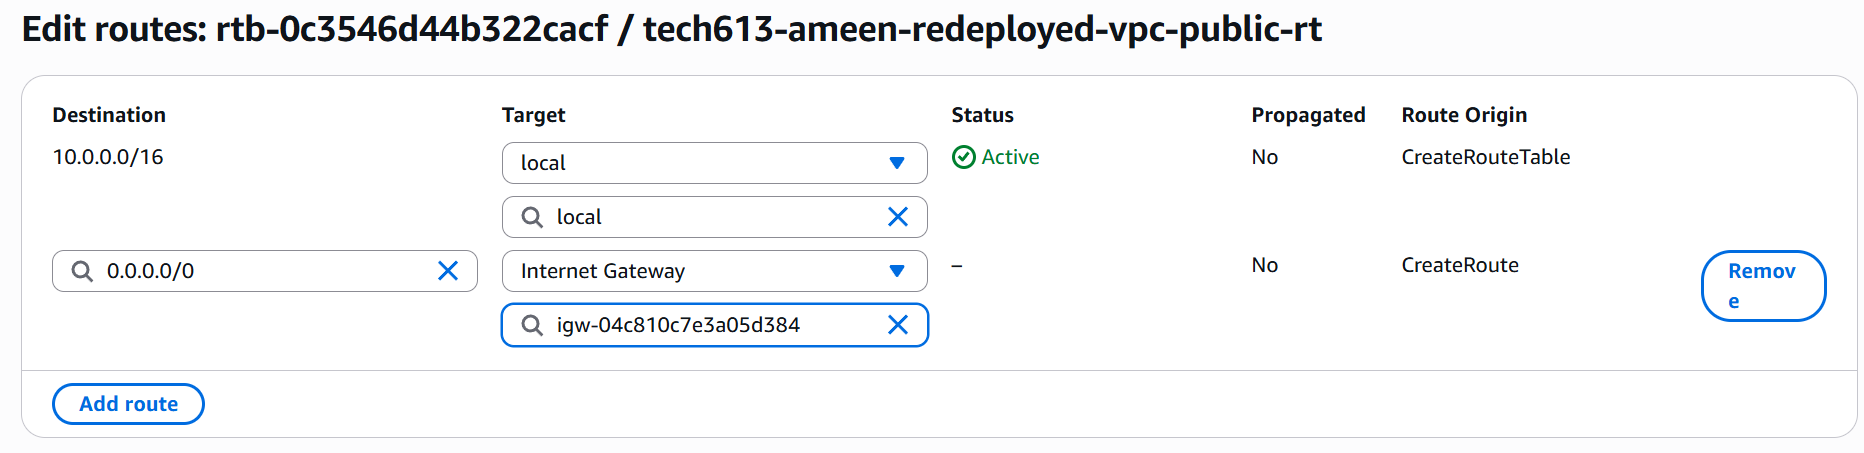 Edit routes: rtb-0c3546d44b322cacf / tech613-ameen-redeployed-vpc-public-rt
Destination Target Status Propagated Route Origin
10.0.0.0/16 local Active No CreateRouteTable
local
0.0.0.0/0 Internet Gateway – No CreateRoute Remov
e
igw-04c810c7e3a05d384
Add route